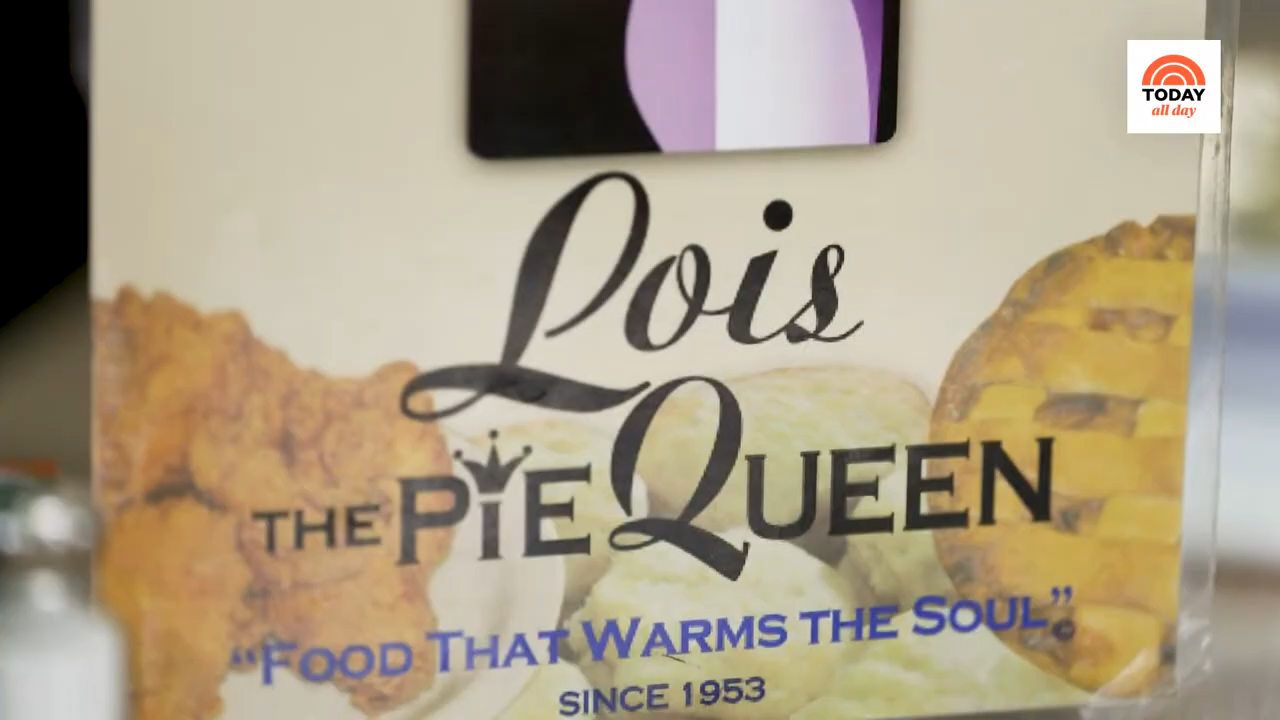 TODAY
all day
Lois
THE PIE QUEEN
“FOOD THAT WARMS THE SOUL”©
SINCE 1953